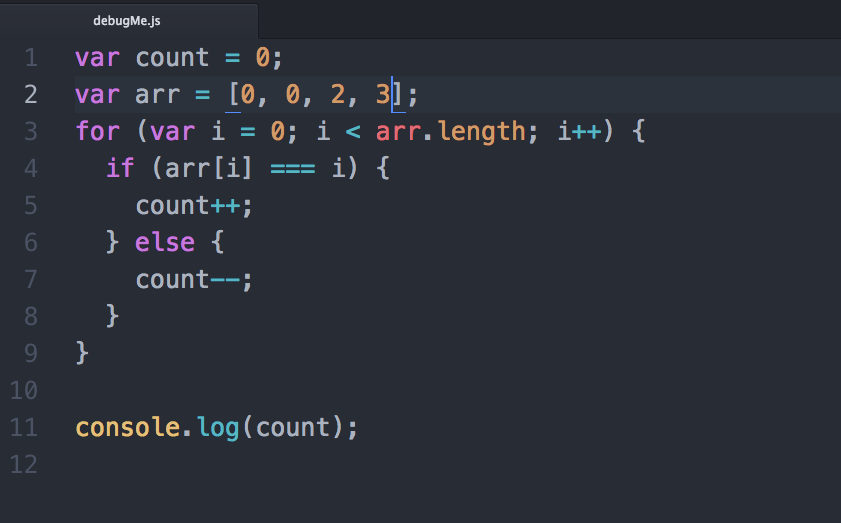 debugMe.js
1 var count = 0;
2 var arr = [0, 0, 2, 3];
3 for (var i = 0; i < arr.length; i++) {
4   if (arr[i] === i) {
5     count++;
6   } else {
7     count--;
8   }
9 }
10
11 console.log(count);
12